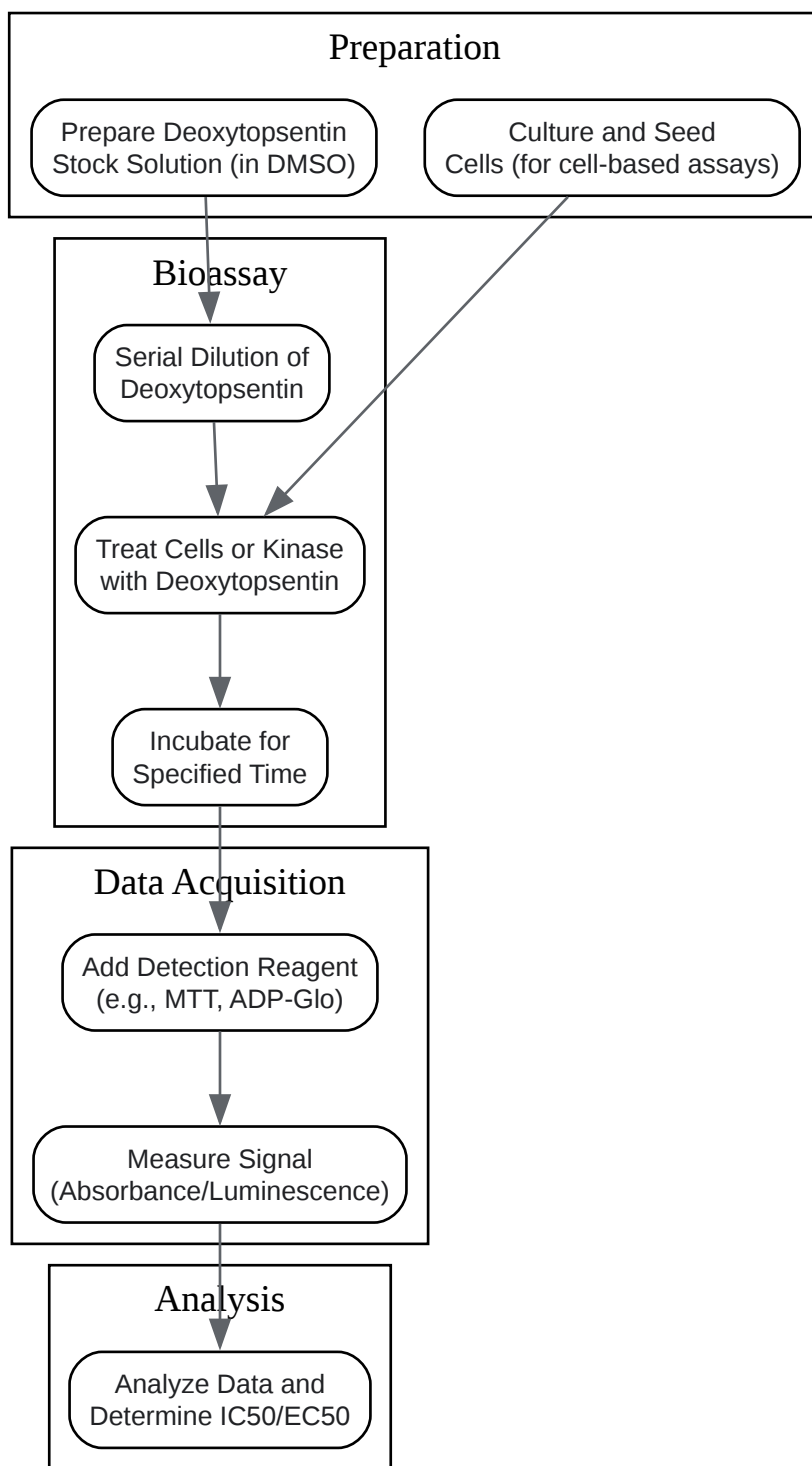 Preparation
Prepare Deoxytopsentin
Stock Solution (in DMSO)
Culture and Seed
Cells (for cell-based assays)
Bioassay
Serial Dilution of
Deoxytopsentin
Treat Cells or Kinase
with Deoxytopsentin
Incubate for
Specified Time
Data Acquisition
Add Detection Reagent
(e.g., MTT, ADP-Glo)
Measure Signal
(Absorbance/Luminescence)
Analysis
Analyze Data and
Determine IC50/EC50